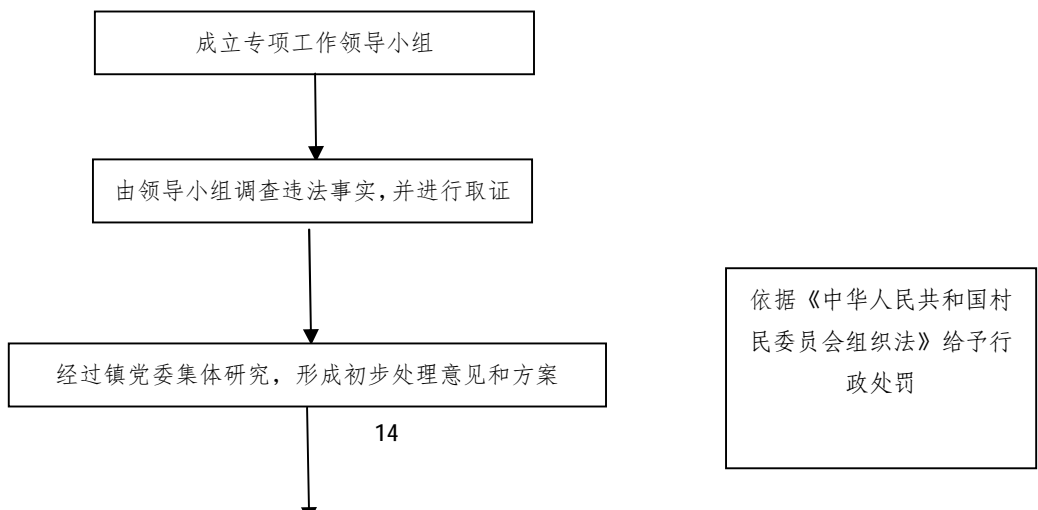 成立专项工作领导小组
由领导小组调查违法事实,并进行取证
经过镇党委集体研究，形成初步处理意见和方案
14
依据《中华人民共和国村
民委员会组织法》给予行
政处罚